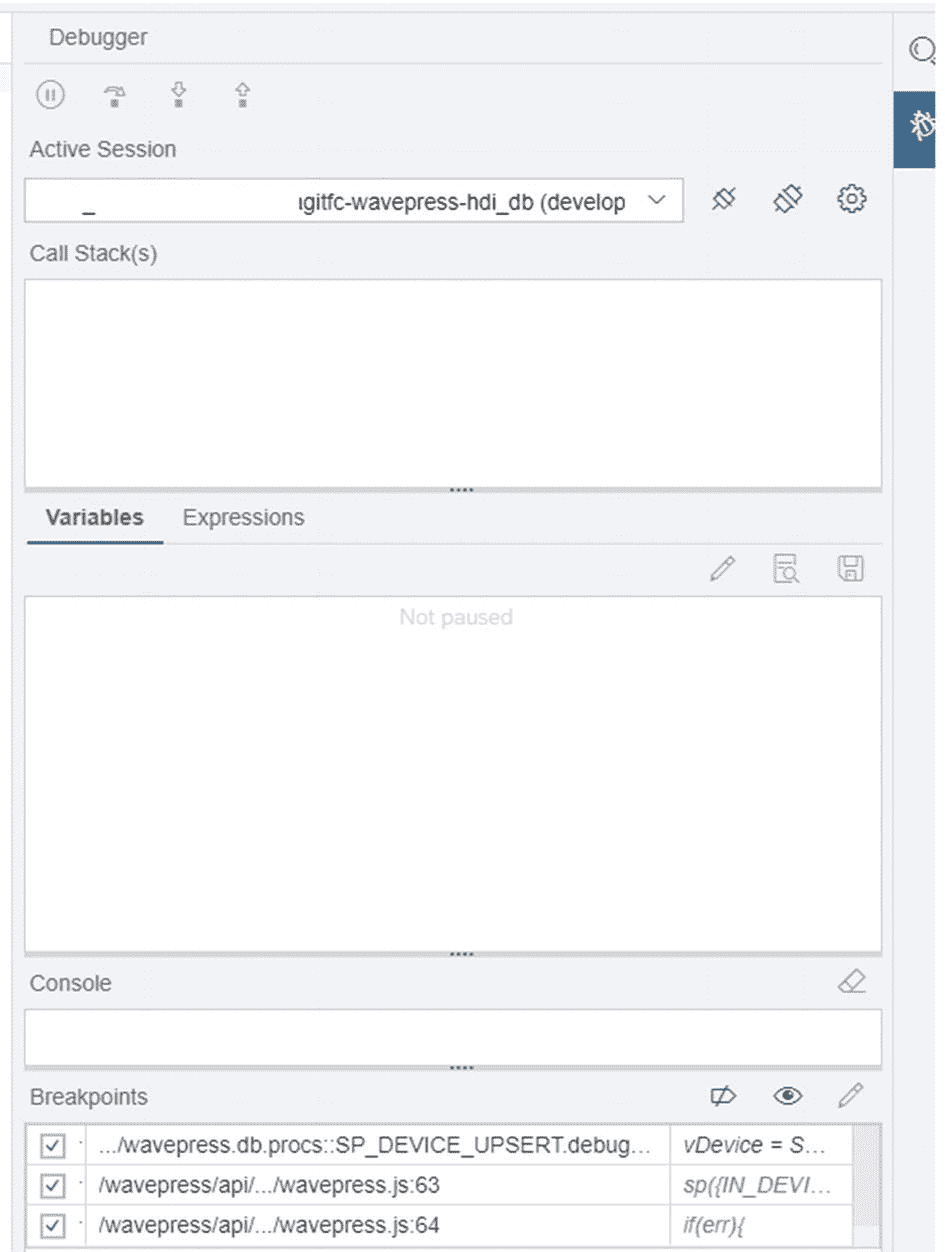 Debugger
Active Session
_ gitfc-wavepress-hdi_db (develop
Call Stack(s)
Variables Expressions
Not paused
Console
Breakpoints
.../wavepress.db.procs::SP_DEVICE_UPSERT.debug... vDevice = S...
/wavepress/api/.../wavepress.js:63 sp({IN_DEVI...
/wavepress/api/.../wavepress.js:64 if(err){